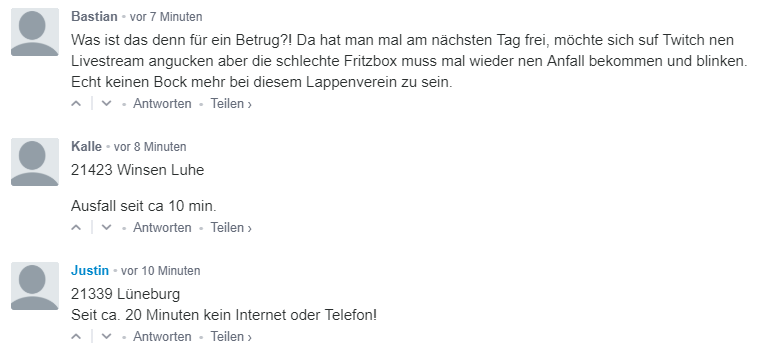 Bastian • vor 7 Minuten
Was ist das denn für ein Betrug?! Da hat man mal am nächsten Tag frei, möchte sich suf Twitch nen
Livestream angucken aber die schlechte Fritzbox muss mal wieder nen Anfall bekommen und blinken.
Echt keinen Bock mehr bei diesem Lappenverein zu sein.
Antworten • Teilen ›
Kalle • vor 8 Minuten
21423 Winsen Luhe
Ausfall seit ca 10 min.
Antworten • Teilen ›
Justin • vor 10 Minuten
21339 Lüneburg
Seit ca. 20 Minuten kein Internet oder Telefon!
Antworten • Teilen ›